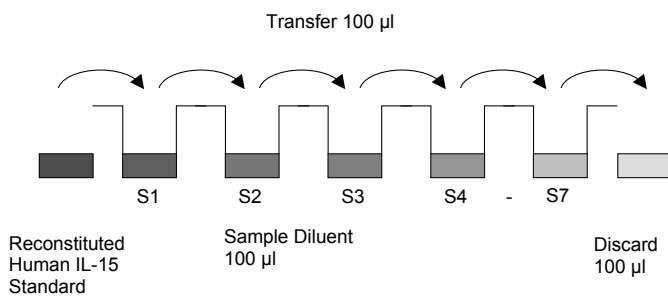 Transfer 100 µl
S1 S2 S3 S4 - S7
Reconstituted
Human IL-15
Standard
Sample Diluent
100 µl
Discard
100 µl